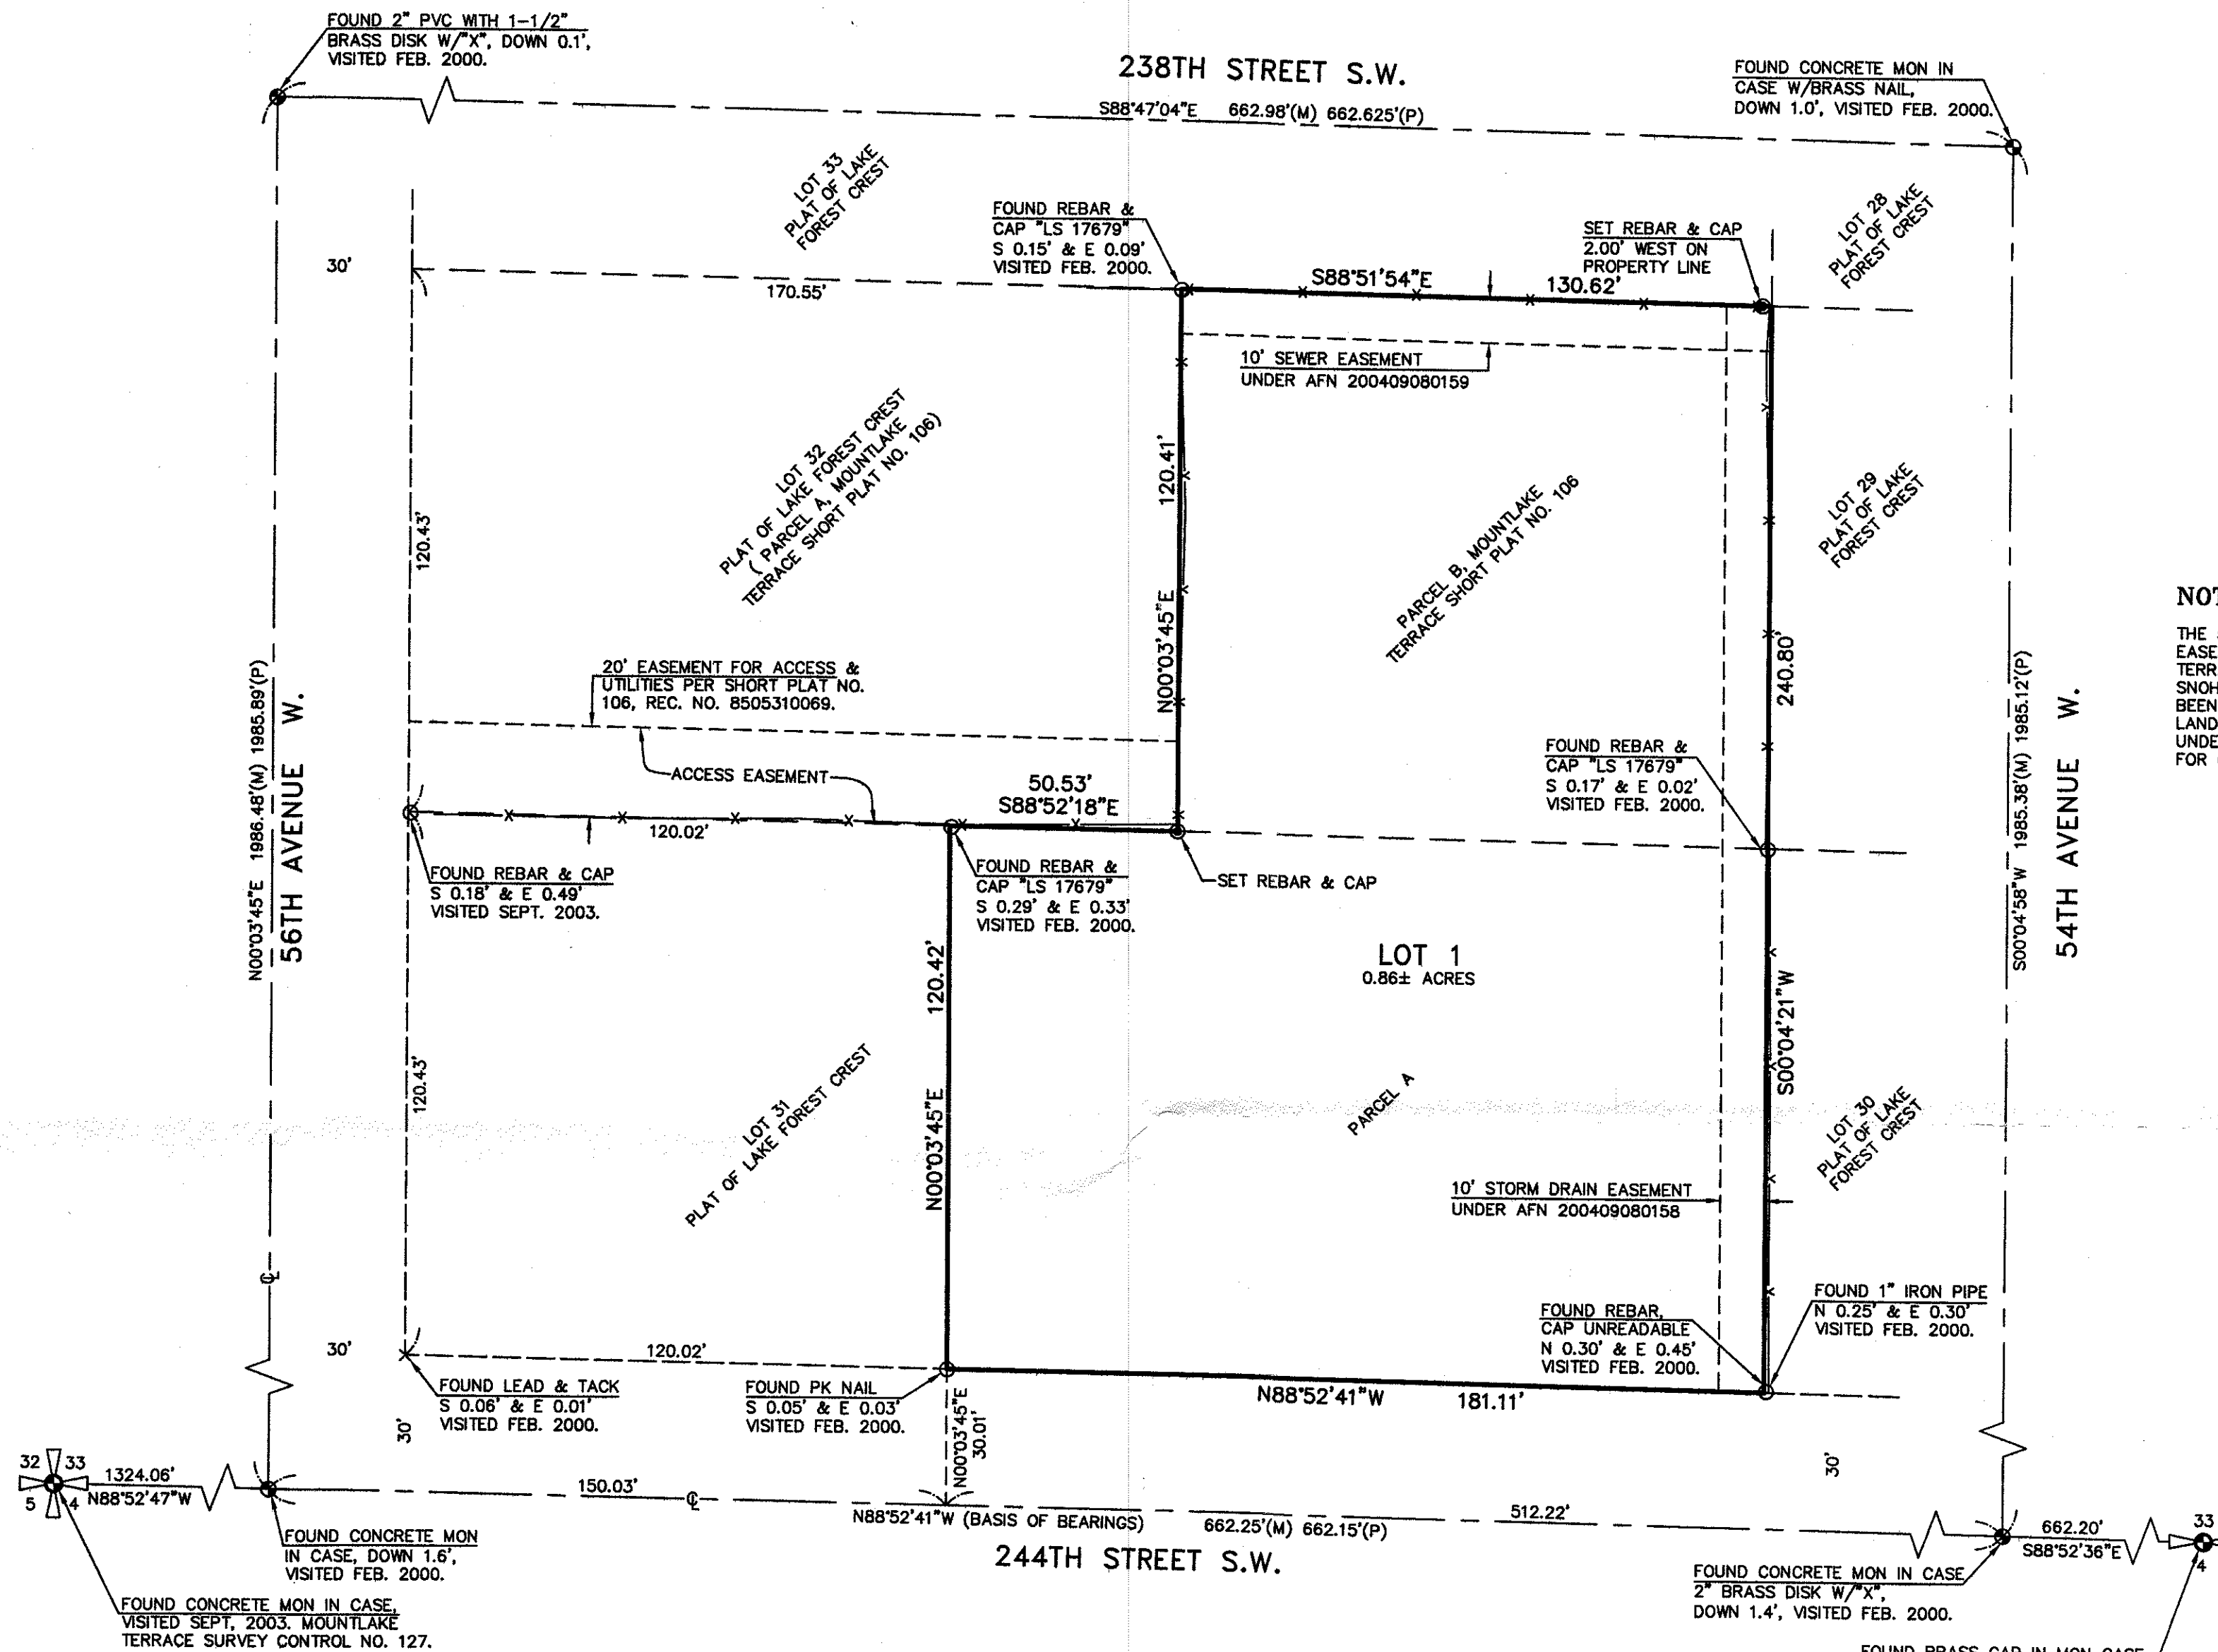 FOUND 2" PVC WITH 1-1/2"
BRASS DISK W/"X", DOWN 0.1',
VISITED FEB. 2000.
238TH STREET S.W.
S88°47'04"E 662.98'(M) 662.625'(P)
FOUND CONCRETE MON IN
CASE W/BRASS NAIL,
DOWN 1.0', VISITED FEB. 2000.
LOT 33
PLAT OF LAKE
FOREST CREST
LOT 28
PLAT OF LAKE
FOREST CREST
FOUND REBAR &
CAP "LS 17679"
S 0.15' & E 0.09'
VISITED FEB. 2000.
SET REBAR & CAP
2.00' WEST ON
PROPERTY LINE
30'
170.55'
S88°51'54"E
130.62'
10' SEWER EASEMENT
UNDER AFN 200409080159
LOT 32
PLAT OF LAKE FOREST CREST
( PARCEL A, MOUNTLAKE
TERRACE SHORT PLAT NO. 106)
120.43'
120.41'
N00°03'45"E
PARCEL B, MOUNTLAKE
TERRACE SHORT PLAT NO. 106
LOT 29
PLAT OF LAKE
FOREST CREST
240.80'
NOT
THE
EASE
TERR
SNOH
BEEN
LAND
UNDE
FOR
N00°03'45"E 1986.48'(M) 1985.89'(P)
56TH AVENUE W.
S00°04'58"W 1985.38'(M) 1985.12'(P)
54TH AVENUE W.
20' EASEMENT FOR ACCESS &
UTILITIES PER SHORT PLAT NO.
106, REC. NO. 8505310069.
ACCESS EASEMENT
120.02'
50.53'
S88°52'18"E
FOUND REBAR &
CAP "LS 17679"
S 0.17' & E 0.02'
VISITED FEB. 2000.
FOUND REBAR & CAP
S 0.18' & E 0.49'
VISITED SEPT. 2003.
FOUND REBAR &
CAP "LS 17679"
S 0.29' & E 0.33'
VISITED FEB. 2000.
SET REBAR & CAP
LOT 1
0.86± ACRES
120.42'
N00°03'45"E
120.43'
LOT 31
PLAT OF LAKE FOREST CREST
PARCEL A
S00°04'21"W
LOT 30
PLAT OF LAKE
FOREST CREST
10' STORM DRAIN EASEMENT
UNDER AFN 200409080158
FOUND 1" IRON PIPE
N 0.25' & E 0.30'
VISITED FEB. 2000.
FOUND REBAR,
CAP UNREADABLE
N 0.30' & E 0.45'
VISITED FEB. 2000.
30'
120.02'
FOUND LEAD & TACK
S 0.06' & E 0.01'
VISITED FEB. 2000.
FOUND PK NAIL
S 0.05' & E 0.03'
VISITED FEB. 2000.
N88°52'41"W
181.11'
N00°03'45"E
30.01'
30'
30'
32 33
5 4
1324.06'
N88°52'47"W
150.03'
N88°52'41"W (BASIS OF BEARINGS)
662.25'(M) 662.15'(P)
512.22'
662.20'
S88°52'36"E
33
4
244TH STREET S.W.
FOUND CONCRETE MON
IN CASE, DOWN 1.6',
VISITED FEB. 2000.
FOUND CONCRETE MON IN CASE
2" BRASS DISK W/"X",
DOWN 1.4', VISITED FEB. 2000.
FOUND CONCRETE MON IN CASE,
VISITED SEPT, 2003. MOUNTLAKE
TERRACE SURVEY CONTROL NO. 127.
FOUND BRASS CAP IN MON CASE